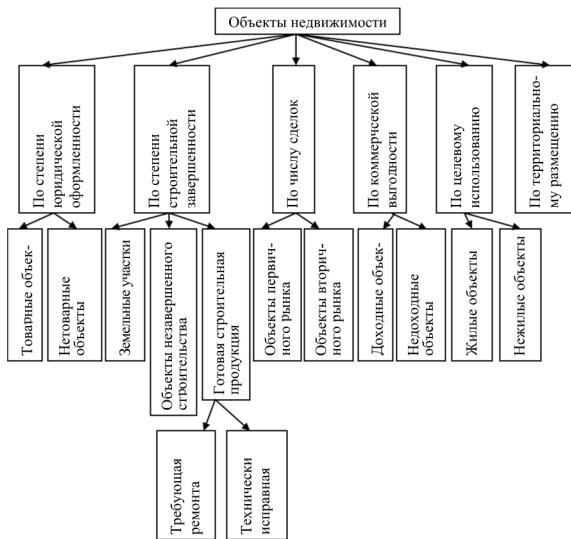 Объекты недвижимости
По степени
юридической
оформленности
По степени
строительной
завершенности
По числу сделок
По коммерчсекой
выгодности
По целевому
использованию
По территориально-
му размещению
Товарные объек-
Нетоварные
объекты
Земельные участки
Объекты незавершенного
строительства
Готовая строительная
продукция
Объекты первич-
ного рынка
Объекты вторич-
ного рынка
Доходные объек-
Недоходные
объекты
Жилые объекты
Нежилые объекты
Требующая
ремонта
Технически
исправная